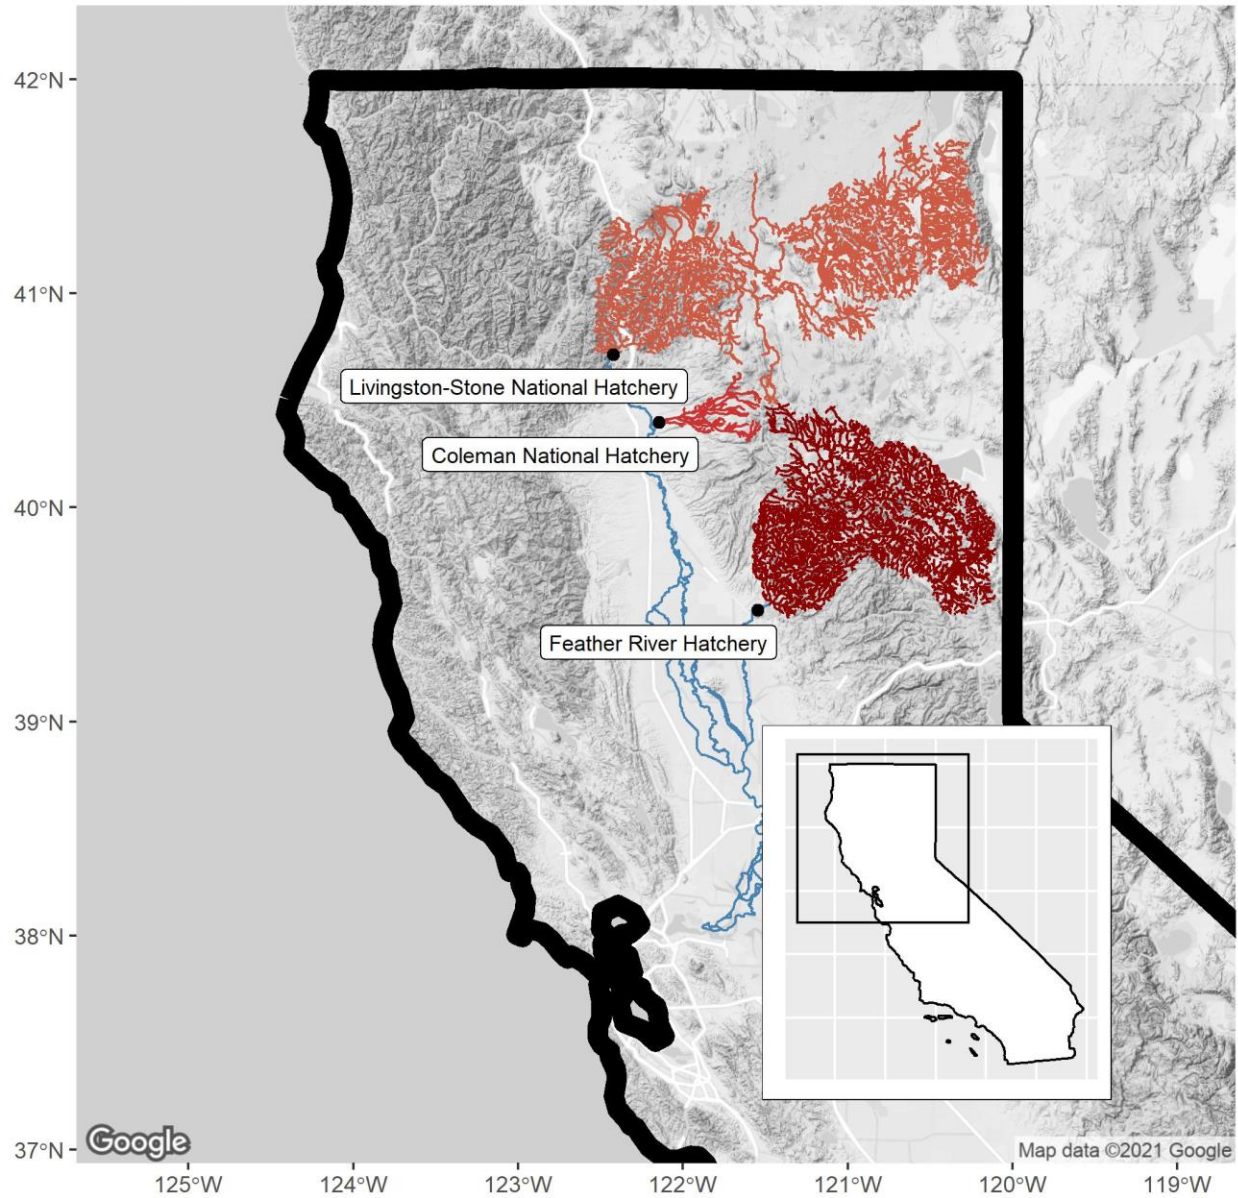 42°N
41°N
Livingston-Stone National Hatchery
Coleman National Hatchery
40°N
Feather River Hatchery
39°N
38°N
37°N
Google
Map data ©2021 Google
125°W 124°W 123°W 122°W 121°W 120°W 119°W